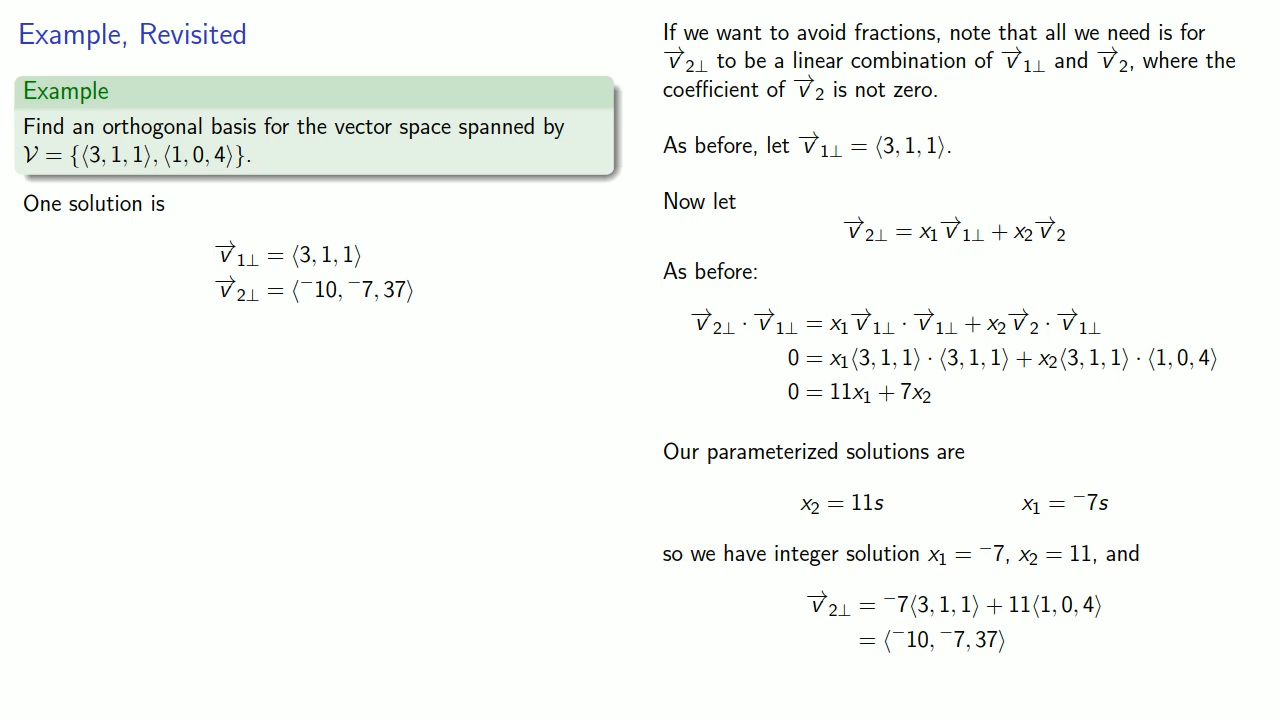 Example, Revisited
Example
Find an orthogonal basis for the vector space spanned by
𝒱 = {⟨3, 1, 1⟩, ⟨1, 0, 4⟩}.
One solution is
v⃗₁⊥ = ⟨3, 1, 1⟩
v⃗₂⊥ = ⟨⁻10, ⁻7, 37⟩
If we want to avoid fractions, note that all we need is for
v⃗₂⊥ to be a linear combination of v⃗₁⊥ and v⃗₂, where the
coefficient of v⃗₂ is not zero.
As before, let v⃗₁⊥ = ⟨3, 1, 1⟩.
Now let
v⃗₂⊥ = x₁v⃗₁⊥ + x₂v⃗₂
As before:
v⃗₂⊥ · v⃗₁⊥ = x₁v⃗₁⊥ · v⃗₁⊥ + x₂v⃗₂ · v⃗₁⊥
0 = x₁⟨3, 1, 1⟩ · ⟨3, 1, 1⟩ + x₂⟨3, 1, 1⟩ · ⟨1, 0, 4⟩
0 = 11x₁ + 7x₂
Our parameterized solutions are
x₂ = 11s x₁ = ⁻7s
so we have integer solution x₁ = ⁻7, x₂ = 11, and
v⃗₂⊥ = ⁻7⟨3, 1, 1⟩ + 11⟨1, 0, 4⟩
= ⟨⁻10, ⁻7, 37⟩